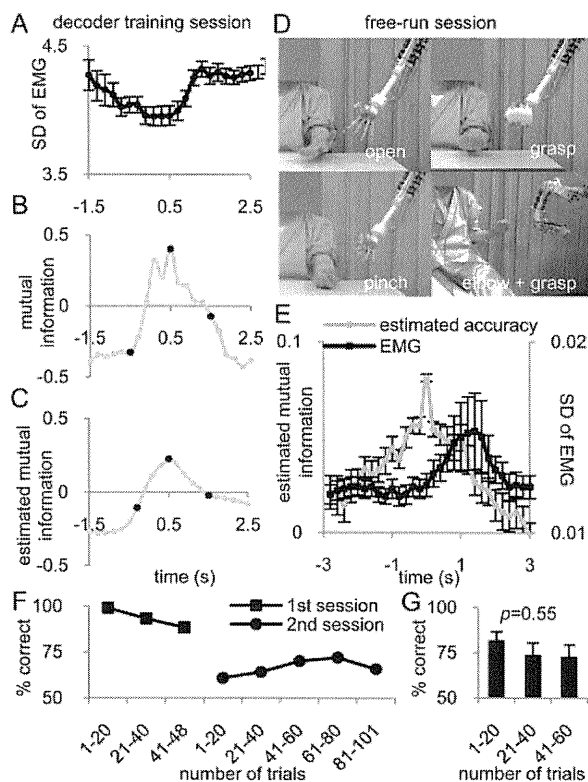 A decoder training session
4.5
3.5
SD of EMG
-1.5 0.5 2.5
B
0.5
0
-0.5
mutual information
-1.5 0.5 2.5
C
0.5
0
-0.5
estimated mutual information
-1.5 0.5 2.5
time (s)
D free-run session
open
grasp
pinch
elbow + grasp
E
estimated accuracy
EMG
0.1
0
estimated mutual information
0.02
0.01
SD of EMG
-3 -1 1 3
time (s)
F
100
75
50
% correct
1st session
2nd session
1-20 21-40 41-48 1-20 21-40 41-60 61-80 81-101
number of trials
G
100
75
50
% correct
p=0.55
1-20 21-40 41-60
number of trials